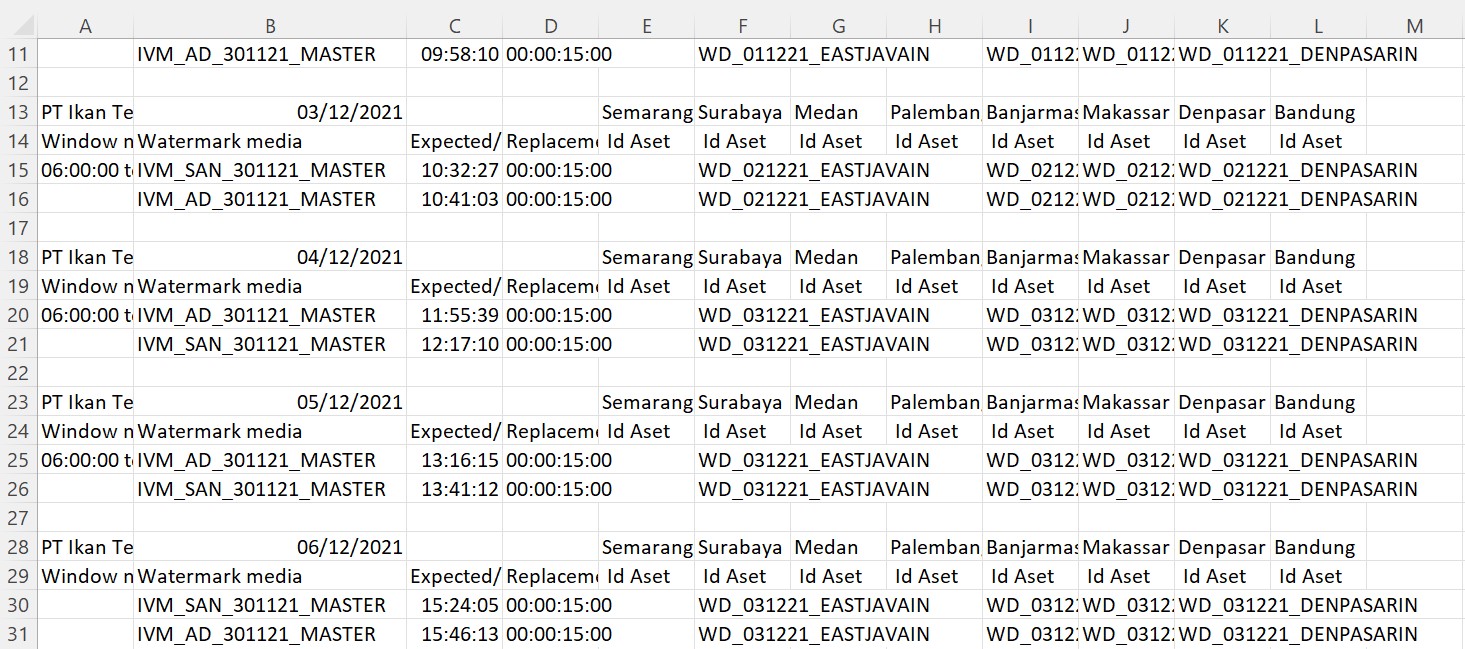 A B C D E F G H I J K L M
11 IVM_AD_301121_MASTER 09:58:10 00:00:15:00 WD_011221_EASTJAVAIN WD_0112 WD_0112 WD_011221_DENPASARIN
12
13 PT Ikan Te 03/12/2021 Semarang Surabaya Medan Palemban Banjarmas Makassar Denpasar Bandung
14 Window Watermark media Expected/ Replacem Id Aset Id Aset Id Aset Id Aset Id Aset Id Aset Id Aset Id Aset
15 06:00:00 t IVM_SAN_301121_MASTER 10:32:27 00:00:15:00 WD_021221_EASTJAVAIN WD_0212 WD_0212 WD_021221_DENPASARIN
16 IVM_AD_301121_MASTER 10:41:03 00:00:15:00 WD_021221_EASTJAVAIN WD_0212 WD_0212 WD_021221_DENPASARIN
17
18 PT Ikan Te 04/12/2021 Semarang Surabaya Medan Palemban Banjarmas Makassar Denpasar Bandung
19 Window Watermark media Expected/ Replacem Id Aset Id Aset Id Aset Id Aset Id Aset Id Aset Id Aset Id Aset
20 06:00:00 t IVM_AD_301121_MASTER 11:55:39 00:00:15:00 WD_031221_EASTJAVAIN WD_0312 WD_0312 WD_031221_DENPASARIN
21 IVM_SAN_301121_MASTER 12:17:10 00:00:15:00 WD_031221_EASTJAVAIN WD_0312 WD_0312 WD_031221_DENPASARIN
22
23 PT Ikan Te 05/12/2021 Semarang Surabaya Medan Palemban Banjarmas Makassar Denpasar Bandung
24 Window Watermark media Expected/ Replacem Id Aset Id Aset Id Aset Id Aset Id Aset Id Aset Id Aset Id Aset
25 06:00:00 t IVM_AD_301121_MASTER 13:16:15 00:00:15:00 WD_031221_EASTJAVAIN WD_0312 WD_0312 WD_031221_DENPASARIN
26 IVM_SAN_301121_MASTER 13:41:12 00:00:15:00 WD_031221_EASTJAVAIN WD_0312 WD_0312 WD_031221_DENPASARIN
27
28 PT Ikan Te 06/12/2021 Semarang Surabaya Medan Palemban Banjarmas Makassar Denpasar Bandung
29 Window Watermark media Expected/ Replacem Id Aset Id Aset Id Aset Id Aset Id Aset Id Aset Id Aset Id Aset
30 IVM_SAN_301121_MASTER 15:24:05 00:00:15:00 WD_031221_EASTJAVAIN WD_0312 WD_0312 WD_031221_DENPASARIN
31 IVM_AD_301121_MASTER 15:46:13 00:00:15:00 WD_031221_EASTJAVAIN WD_0312 WD_0312 WD_031221_DENPASARIN